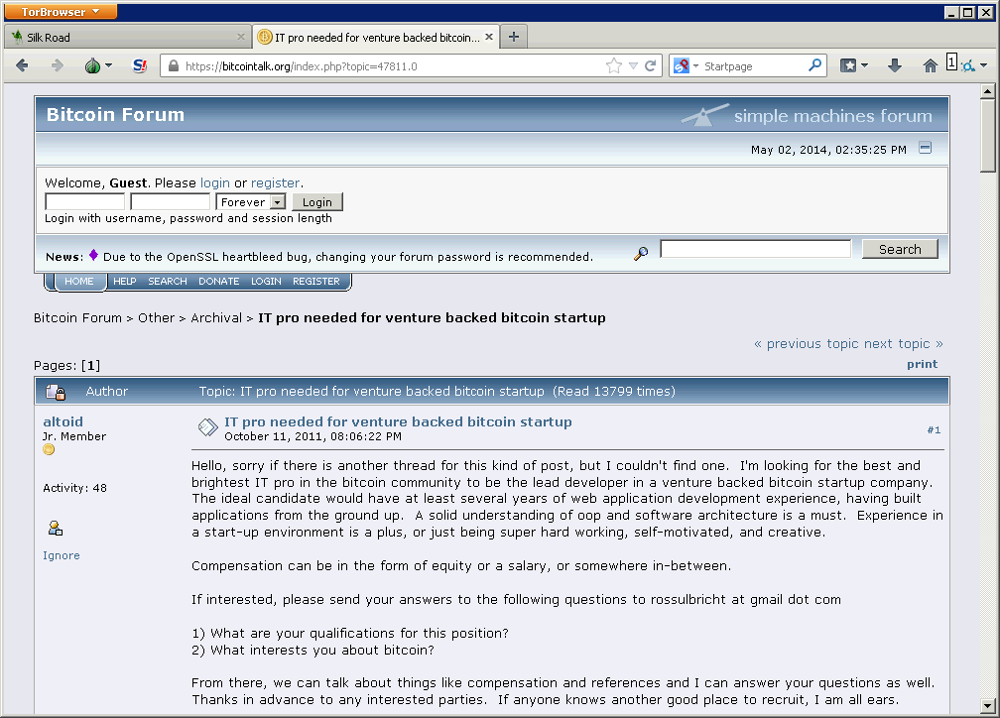 TorBrowser
Silk Road
IT pro needed for venture backed bitcoin...
https://bitcointalk.org/index.php?topic=47811.0
Startpage
1
Bitcoin Forum
simple machines forum
May 02, 2014, 02:35:25 PM
Welcome, Guest. Please login or register.
Forever Login
Login with username, password and session length
News: Due to the OpenSSL heartbleed bug, changing your forum password is recommended.
Search
HOME HELP SEARCH DONATE LOGIN REGISTER
Bitcoin Forum > Other > Archival > IT pro needed for venture backed bitcoin startup
« previous topic next topic »
Pages: [1]
print
Author Topic: IT pro needed for venture backed bitcoin startup (Read 13799 times)
altoid
Jr. Member
Activity: 48
Ignore
IT pro needed for venture backed bitcoin startup
October 11, 2011, 08:06:22 PM
#1
Hello, sorry if there is another thread for this kind of post, but I couldn't find one. I'm looking for the best and
brightest IT pro in the bitcoin community to be the lead developer in a venture backed bitcoin startup company.
The ideal candidate would have at least several years of web application development experience, having built
applications from the ground up. A solid understanding of oop and software architecture is a must. Experience in
a start-up environment is a plus, or just being super hard working, self-motivated, and creative.
Compensation can be in the form of equity or a salary, or somewhere in-between.
If interested, please send your answers to the following questions to rossulbricht at gmail dot com
1) What are your qualifications for this position?
2) What interests you about bitcoin?
From there, we can talk about things like compensation and references and I can answer your questions as well.
Thanks in advance to any interested parties. If anyone knows another good place to recruit, I am all ears.